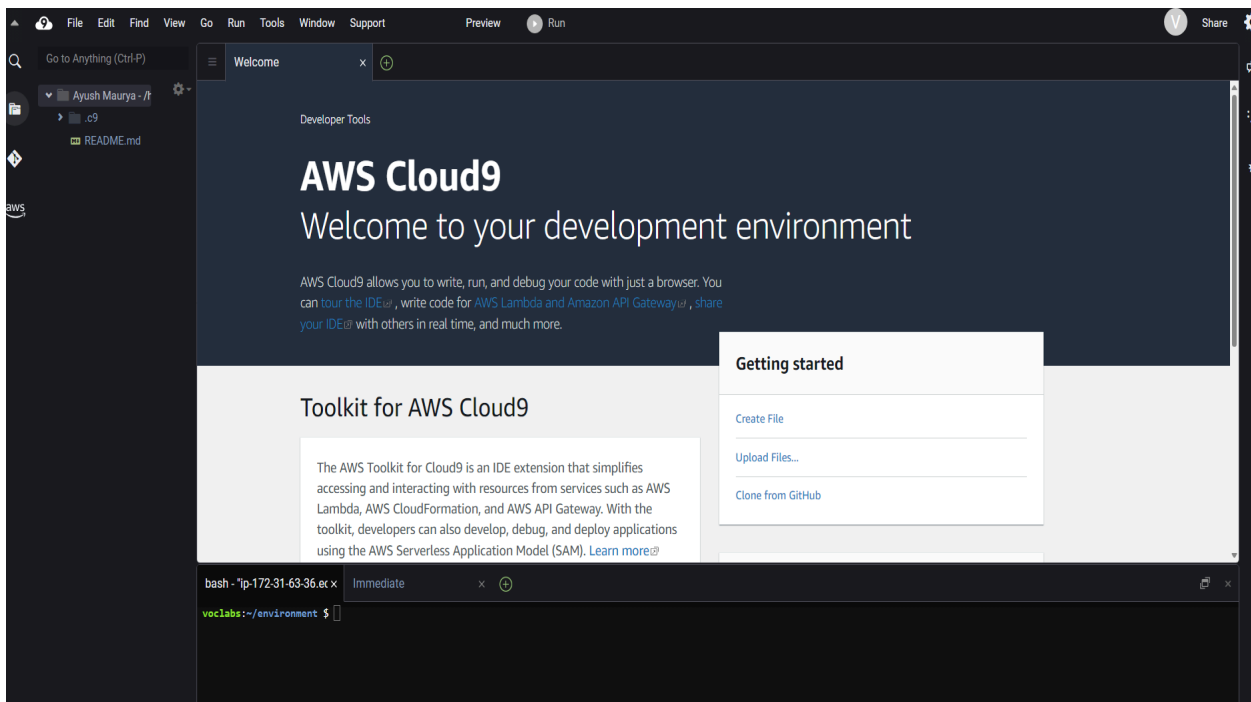 File Edit Find View Go Run Tools Window Support Preview Run V Share
Go to Anything (Ctrl-P)
Welcome
Ayush Maurya - /h
.c9
README.md
aws
Developer Tools
AWS Cloud9
Welcome to your development environment
AWS Cloud9 allows you to write, run, and debug your code with just a browser. You
can tour the IDE , write code for AWS Lambda and Amazon API Gateway , share
your IDE with others in real time, and much more.
Getting started
Create File
Upload Files...
Clone from GitHub
Toolkit for AWS Cloud9
The AWS Toolkit for Cloud9 is an IDE extension that simplifies
accessing and interacting with resources from services such as AWS
Lambda, AWS CloudFormation, and AWS API Gateway. With the
toolkit, developers can also develop, debug, and deploy applications
using the AWS Serverless Application Model (SAM). Learn more
bash - "ip-172-31-63-36.ec Immediate
voclabs:~/environment $